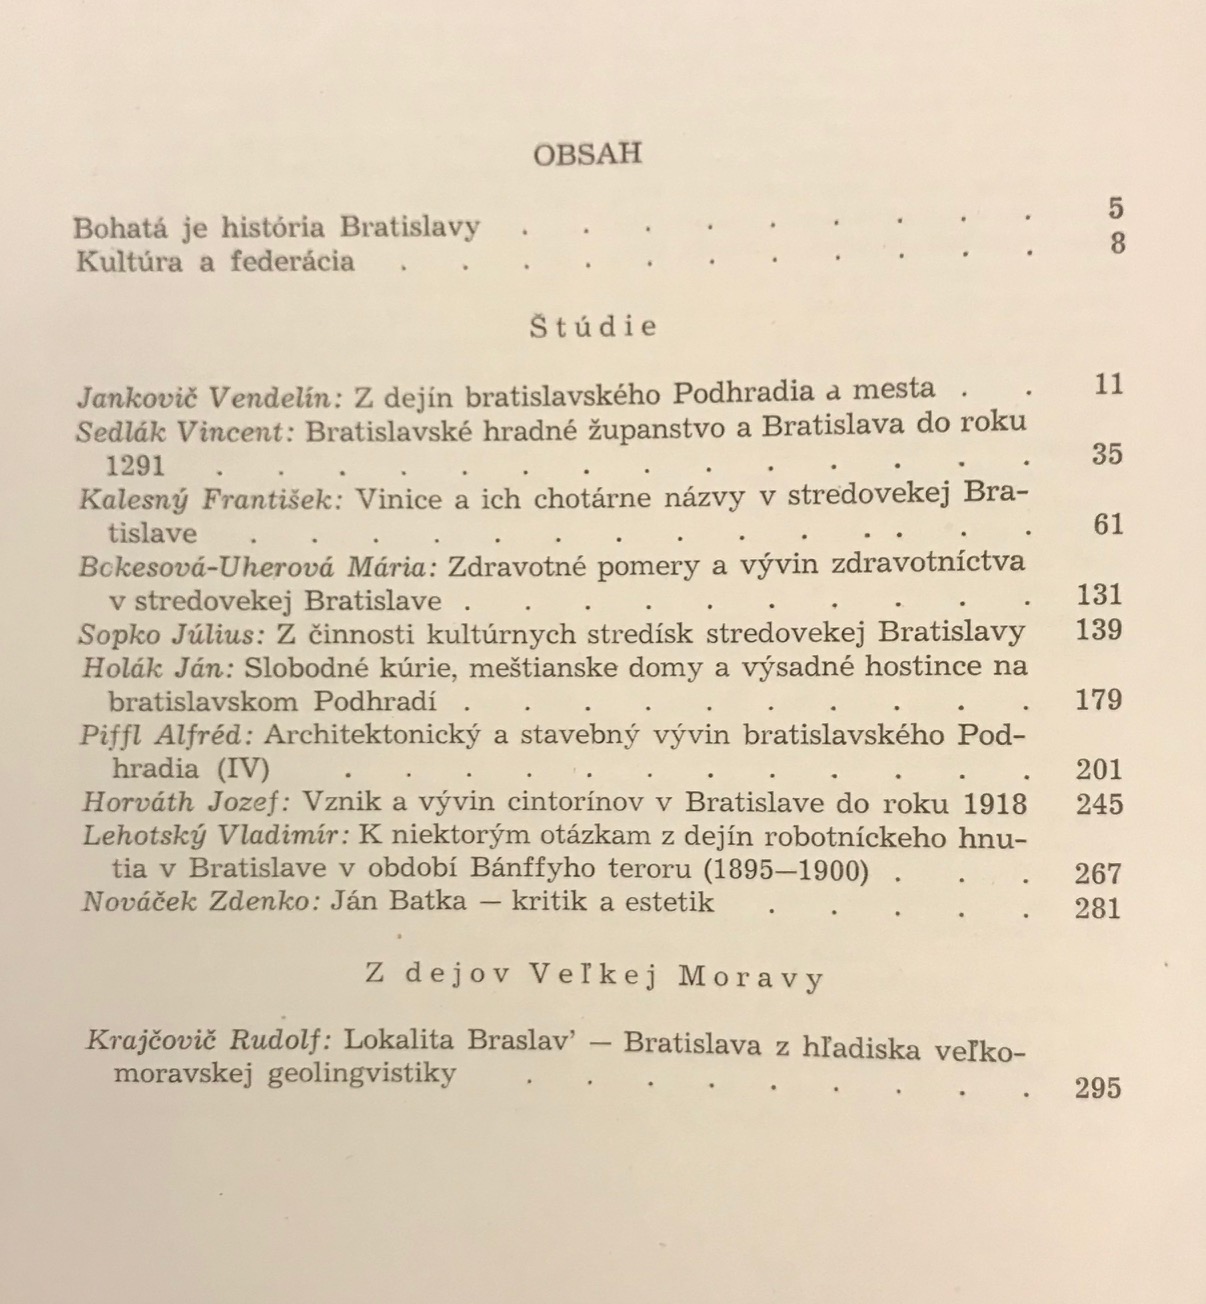 OBSAH
Bohatá je história Bratislavy . . . . . . . . . 5
Kultúra a federácia . . . . . . . . . . . 8
Štúdie
Jankovič Vendelín: Z dejín bratislavského Podhradia a mesta . . 11
Sedlák Vincent: Bratislavské hradné županstvo a Bratislava do roku
1291 . . . . . . . . . . . . . . 35
Kalesný František: Vinice a ich chotárne názvy v stredovekej Bra-
tislave . . . . . . . . . . . . . . 61
Bokesová-Uherová Mária: Zdravotné pomery a vývin zdravotníctva
v stredovekej Bratislave . . . . . . . . . . 131
Sopko Július: Z činnosti kultúrnych stredísk stredovekej Bratislavy 139
Holák Ján: Slobodné kúrie, meštianske domy a výsadné hostince na
bratislavskom Podhradí . . . . . . . . . . 179
Piffl Alfréd: Architektonický a stavebný vývin bratislavského Pod-
hradia (IV) . . . . . . . . . . . . 201
Horváth Jozef: Vznik a vývin cintorínov v Bratislave do roku 1918 245
Lehotský Vladimír: K niektorým otázkam z dejín robotníckeho hnu-
tia v Bratislave v období Bánffyho teroru (1895—1900) . . . 267
Nováček Zdenko: Ján Batka — kritik a estetik . . . . . 281
Z dejov Veľkej Moravy
Krajčovič Rudolf: Lokalita Braslav’ — Bratislava z hľadiska veľko-
moravskej geolingvistiky . . . . . . . . . 295